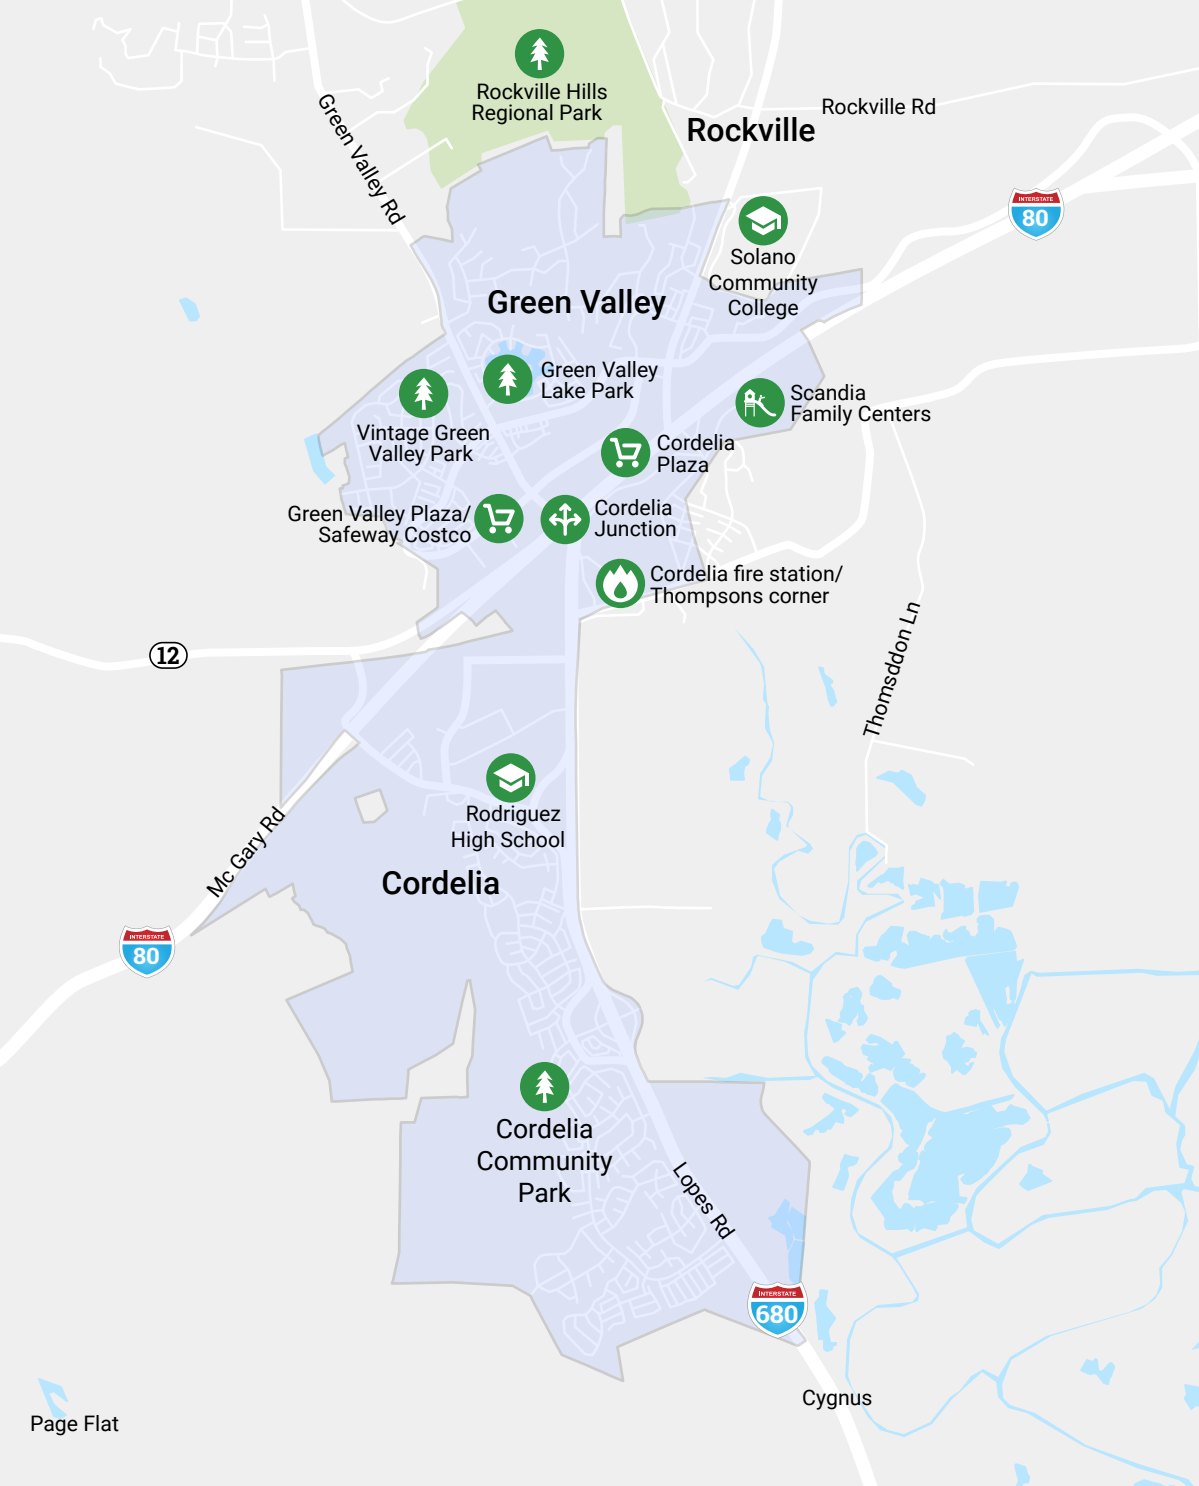 Rockville Hills
Regional Park
Green Valley Rd
Rockville Rd
Rockville
INTERSTATE
80
Solano
Community
College
Green Valley
Green Valley
Lake Park
Scandia
Family Centers
Vintage Green
Valley Park
Cordelia
Plaza
Green Valley Plaza/
Safeway Costco
Cordelia
Junction
Cordelia fire station/
Thompsons corner
12
Thomsddon Ln
Rodriguez
High School
Mc Gary Rd
Cordelia
INTERSTATE
80
Cordelia
Community
Park
Lopes Rd
INTERSTATE
680
Cygnus
Page Flat